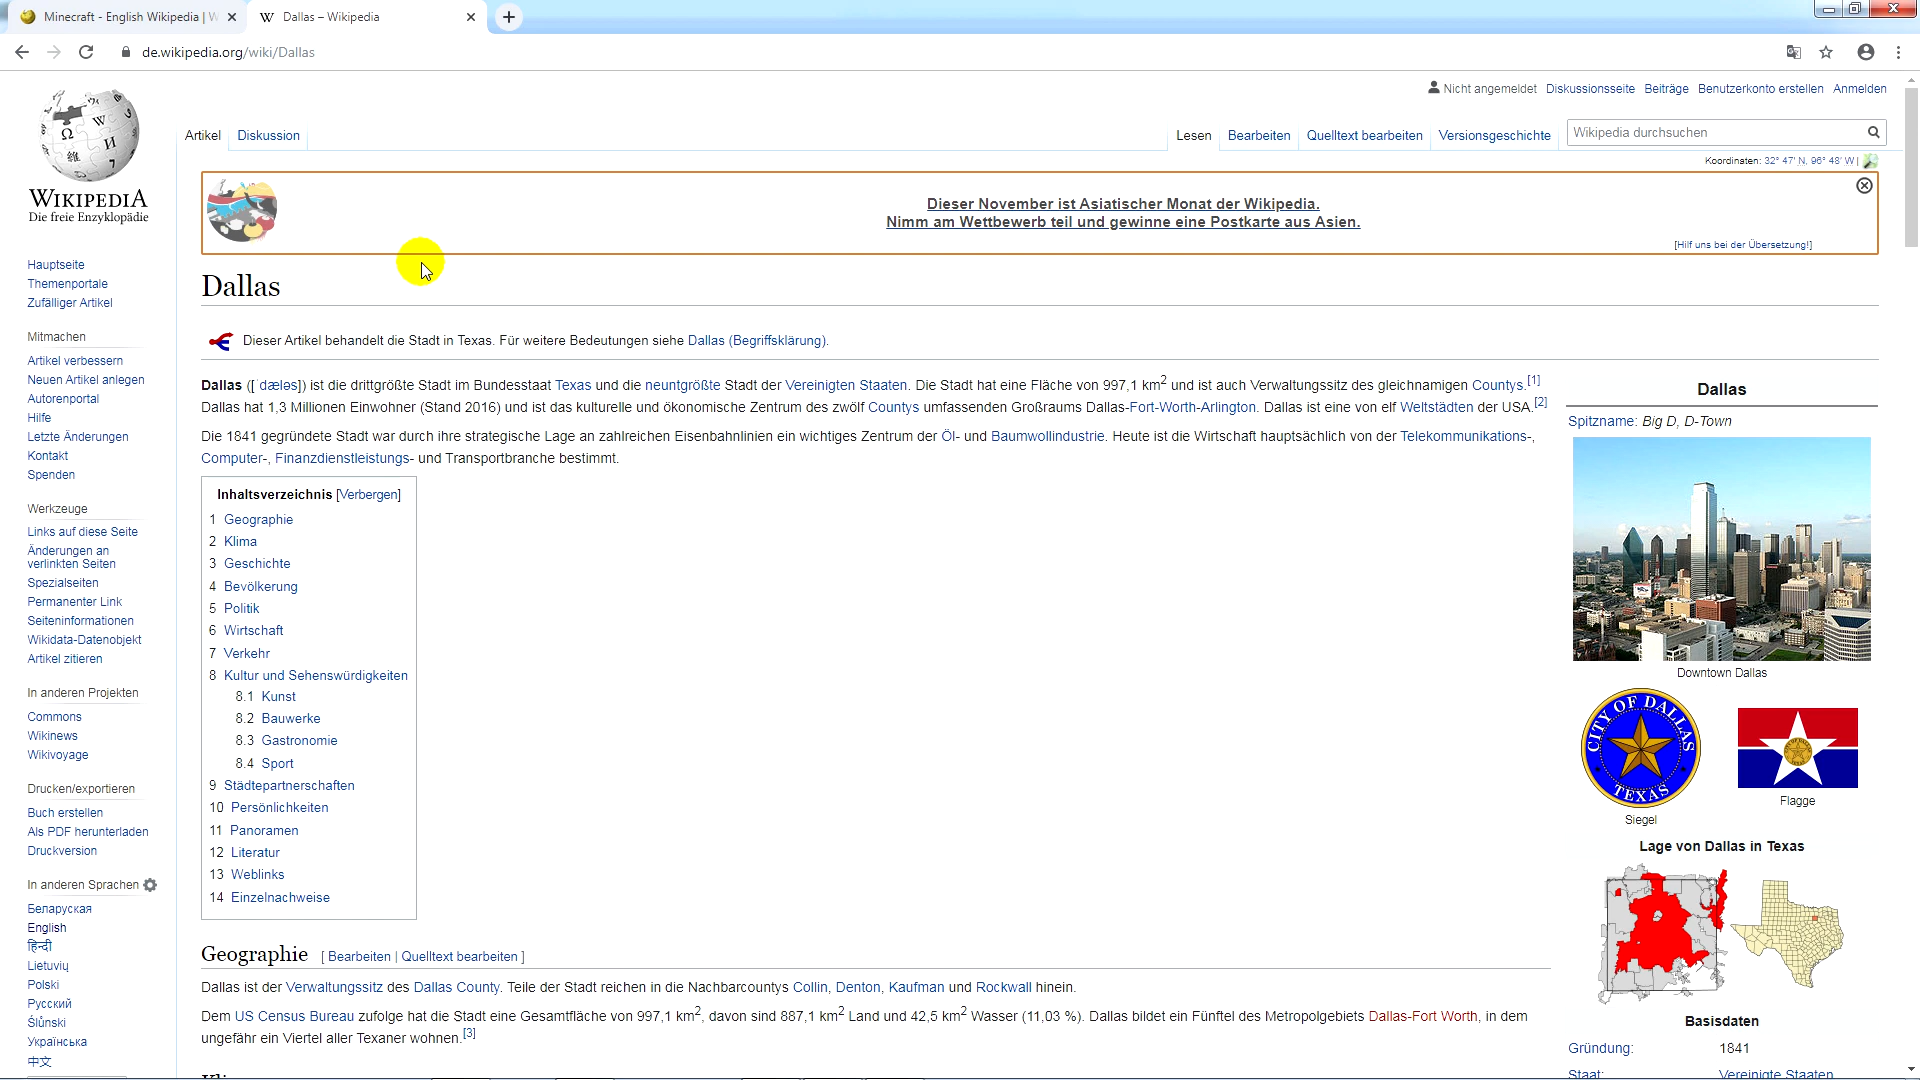 Minecraft - English Wikipedia | W
Dallas – Wikipedia
de.wikipedia.org/wiki/Dallas
Nicht angemeldet Diskussionsseite Beiträge Benutzerkonto erstellen Anmelden
Artikel Diskussion Lesen Bearbeiten Quelltext bearbeiten Versionsgeschichte Wikipedia durchsuchen
Koordinaten: 32° 47′ N, 96° 48′ W |
WIKIPEDIA
Die freie Enzyklopädie
Hauptseite
Themenportale
Zufälliger Artikel
Mitmachen
Artikel verbessern
Neuen Artikel anlegen
Autorenportal
Hilfe
Letzte Änderungen
Kontakt
Spenden
Werkzeuge
Links auf diese Seite
Änderungen an
verlinkten Seiten
Spezialseiten
Permanenter Link
Seiteninformationen
Wikidata-Datenobjekt
Artikel zitieren
In anderen Projekten
Commons
Wikinews
Wikivoyage
Drucken/exportieren
Buch erstellen
Als PDF herunterladen
Druckversion
In anderen Sprachen
Беларуская
English
हिन्दी
Lietuvių
Polski
Русский
Ślůnski
Українська
中文
Dieser November ist Asiatischer Monat der Wikipedia.
Nimm am Wettbewerb teil und gewinne eine Postkarte aus Asien.
[Hilf uns bei der Übersetzung!]
Dallas
Dieser Artikel behandelt die Stadt in Texas. Für weitere Bedeutungen siehe Dallas (Begriffsklärung).
Dallas ([ˈdæləs]) ist die drittgrößte Stadt im Bundesstaat Texas und die neuntgrößte Stadt der Vereinigten Staaten. Die Stadt hat eine Fläche von 997,1 km² und ist auch Verwaltungssitz des gleichnamigen Countys.[1]
Dallas hat 1,3 Millionen Einwohner (Stand 2016) und ist das kulturelle und ökonomische Zentrum des zwölf Countys umfassenden Großraums Dallas-Fort-Worth-Arlington. Dallas ist eine von elf Weltstädten der USA.[2]
Die 1841 gegründete Stadt war durch ihre strategische Lage an zahlreichen Eisenbahnlinien ein wichtiges Zentrum der Öl- und Baumwollindustrie. Heute ist die Wirtschaft hauptsächlich von der Telekommunikations-,
Computer-, Finanzdienstleistungs- und Transportbranche bestimmt.
Inhaltsverzeichnis [Verbergen]
1 Geographie
2 Klima
3 Geschichte
4 Bevölkerung
5 Politik
6 Wirtschaft
7 Verkehr
8 Kultur und Sehenswürdigkeiten
8.1 Kunst
8.2 Bauwerke
8.3 Gastronomie
8.4 Sport
9 Städtepartnerschaften
10 Persönlichkeiten
11 Panoramen
12 Literatur
13 Weblinks
14 Einzelnachweise
Geographie [ Bearbeiten | Quelltext bearbeiten ]
Dallas ist der Verwaltungssitz des Dallas County. Teile der Stadt reichen in die Nachbarcountys Collin, Denton, Kaufman und Rockwall hinein.
Dem US Census Bureau zufolge hat die Stadt eine Gesamtfläche von 997,1 km², davon sind 887,1 km² Land und 42,5 km² Wasser (11,03 %). Dallas bildet ein Fünftel des Metropolgebiets Dallas-Fort Worth, in dem
ungefähr ein Viertel aller Texaner wohnen.[3]
Dallas
Spitzname: Big D, D-Town
Downtown Dallas
CITY OF DALLAS
TEXAS
Siegel
Flagge
Lage von Dallas in Texas
Basisdaten
Gründung: 1841
Staat: Vereinigte Staaten